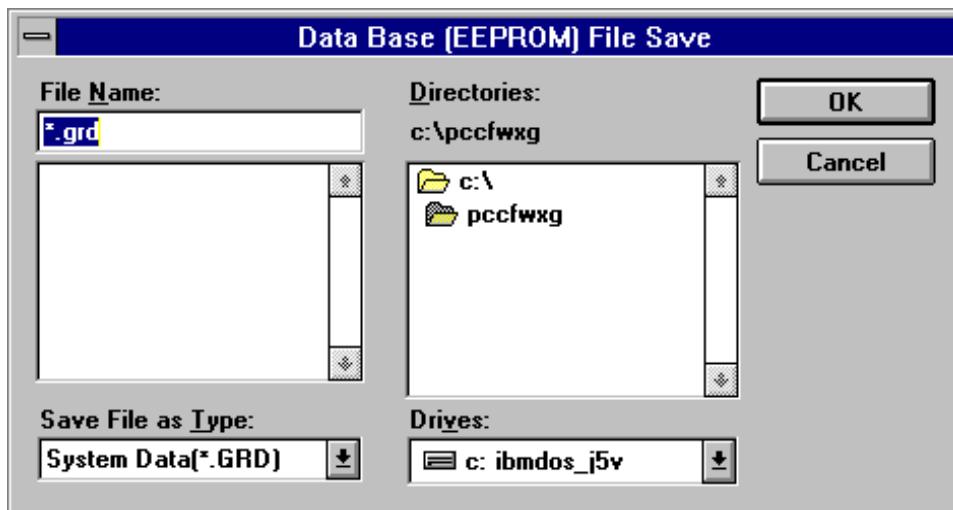 Data Base (EEPROM) File Save
File Name:
*.grd
Directories:
c:\pccfwxg
c:\
pccfwxg
OK
Cancel
Save File as Type:
System Data(*.GRD)
Drives:
c: ibmdos_j5v